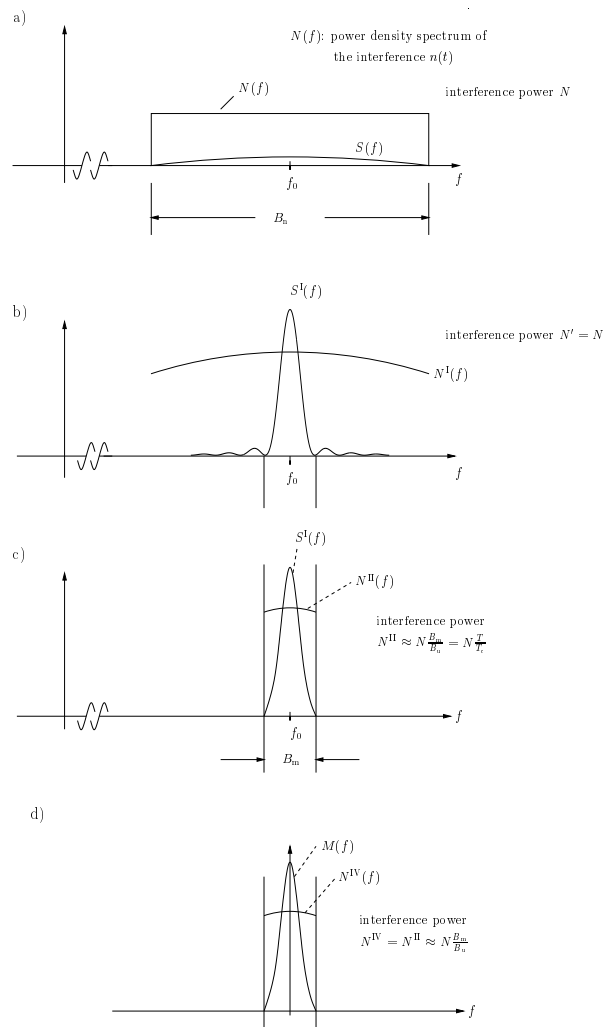 a)
N(f): power density spectrum of
the interference n(t)
N(f)
interference power N
S(f)
f₀
f
Bₙ
b)
Sᴵ(f)
interference power N′ = N
Nᴵ(f)
f₀
f
c)
Sᴵ(f)
Nᴵᴵ(f)
interference power
Nᴵᴵ ≈ N Bₘ/Bₙ = N T/T
f
f₀
Bₘ
d)
M(f)
Nᴵⱽ(f)
interference power
Nᴵⱽ = Nᴵᴵ ≈ N Bₘ/Bₙ
f